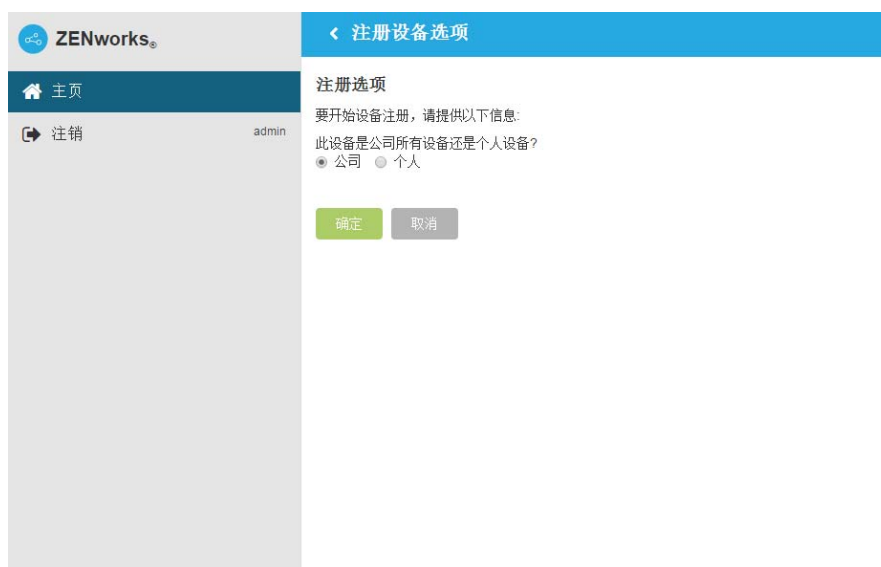 ZENworks®
主页
注销 admin
注册设备选项
注册选项
要开始设备注册，请提供以下信息:
此设备是公司所有设备还是个人设备?
公司 个人
确定 取消